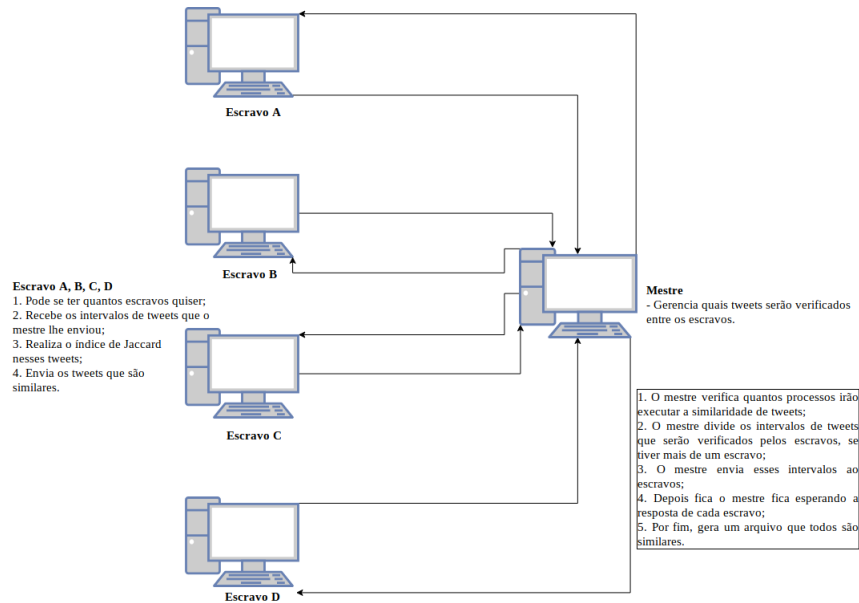 Escravo A
Escravo B
Escravo A, B, C, D
1. Pode se ter quantos escravos quiser;
2. Recebe os intervalos de tweets que o
mestre lhe enviou;
3. Realiza o índice de Jaccard
nesses tweets;
4. Envia os tweets que são
similares.
Mestre
- Gerencia quais tweets serão verificados
entre os escravos.
Escravo C
1. O mestre verifica quantos processos irão
executar a similaridade de tweets;
2. O mestre divide os intervalos de tweets
que serão verificados pelos escravos, se
tiver mais de um escravo;
3. O mestre envia esses intervalos ao
escravos;
4. Depois fica o mestre fica esperando a
resposta de cada escravo;
5. Por fim, gera um arquivo que todos são
similares.
Escravo D